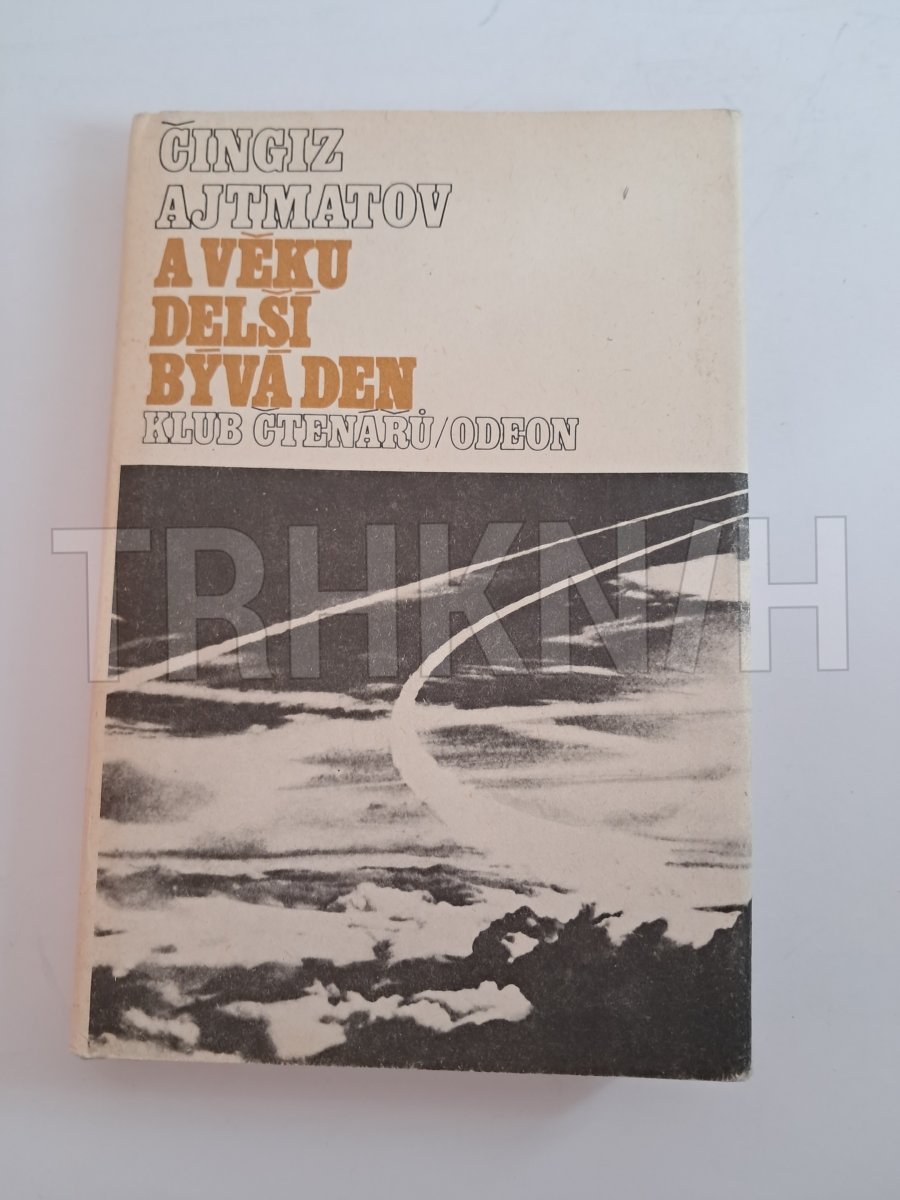 ČINGIZ
AJTMATOV
A VĚKU
DELŠÍ
BÝVÁ DEN
KLUB ČTENÁŘŮ/ODEON
TRHKNIH